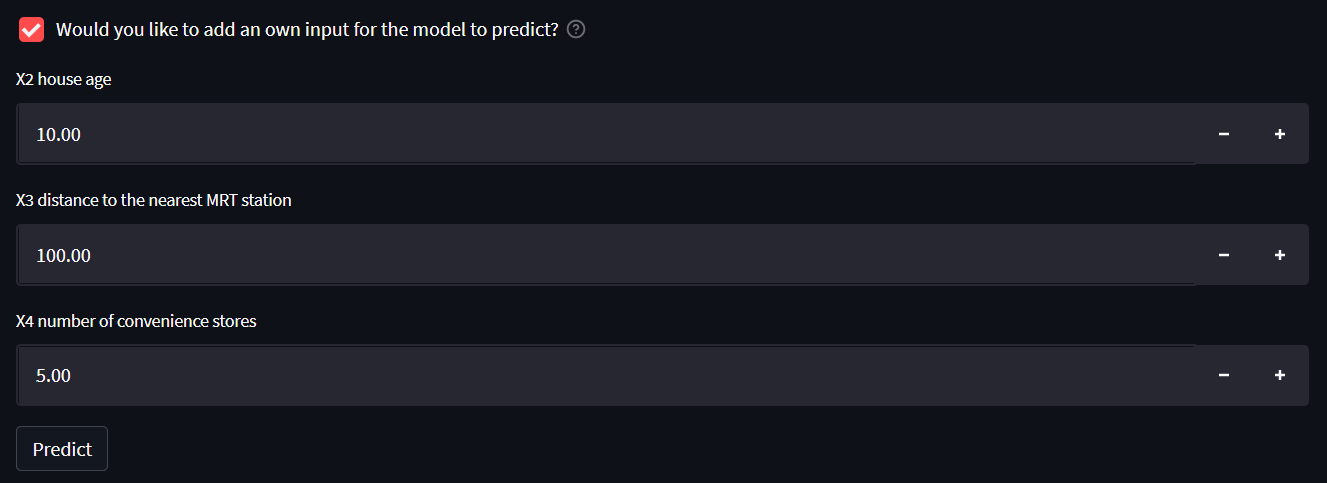 Would you like to add an own input for the model to predict?
X2 house age
10.00
X3 distance to the nearest MRT station
100.00
X4 number of convenience stores
5.00
Predict